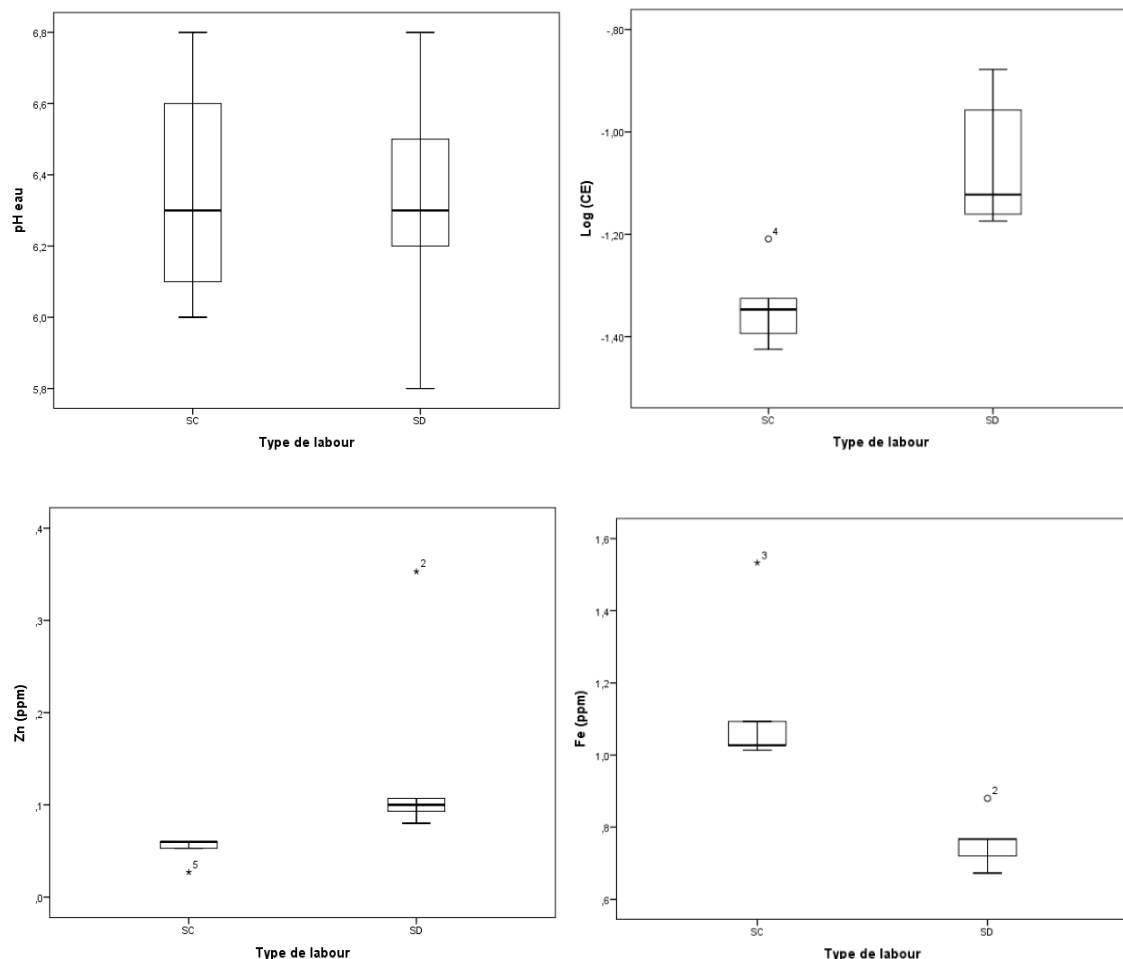 6,8
6,6
6,4
6,2
6,0
5,8
pH eau
SC
SD
Type de labour
-,80
-1,00
-1,20
-1,40
Log (CE)
4
SC
SD
Type de labour
,4
,3
,2
,1
,0
Zn (ppm)
2
5
SC
SD
Type de labour
1,6
1,4
1,2
1,0
,8
,6
Fe (ppm)
3
2
SC
SD
Type de labour